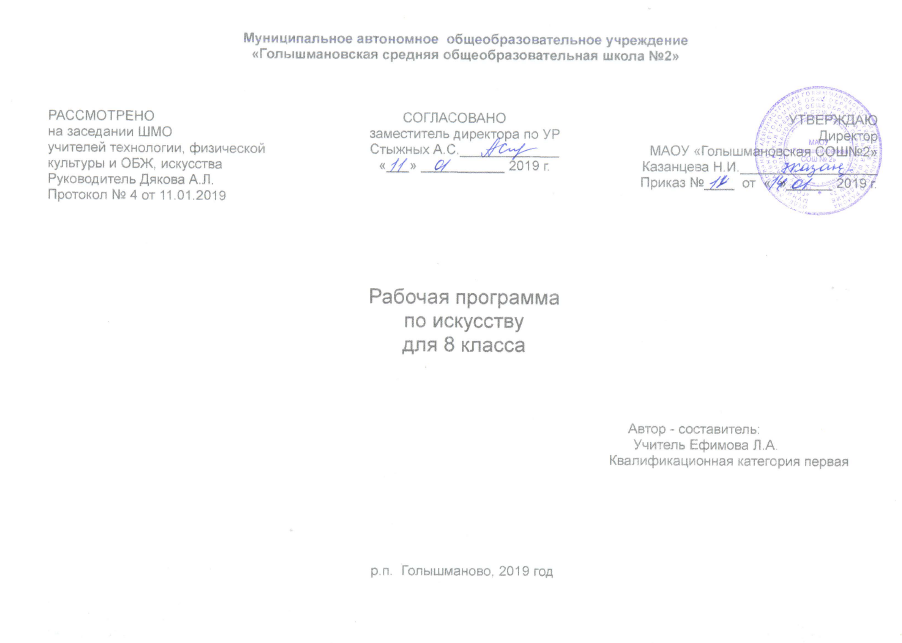 Муниципальное автономное общеобразовательное учреждение
«Голышмановская средняя общеобразовательная школа №2»
РАССМОТРЕНО
на заседании ШМО
учителей технологии, физической
культуры и ОБЖ, искусства
Руководитель Дякова А.Л.
Протокол № 4 от 11.01.2019
СОГЛАСОВАНО
заместитель директора по УР
Стыжных А.С.
«11» 01 2019 г.
УТВЕРЖДАЮ
Директор
МАОУ «Голышмановская СОШ№2»
Казанцева Н.И.
Приказ № от « 01 2019 г.
Рабочая программа
по искусству
для 8 класса
Автор - составитель:
Учитель Ефимова Л.А.
Квалификационная категория первая
р.п. Голышманово, 2019 год